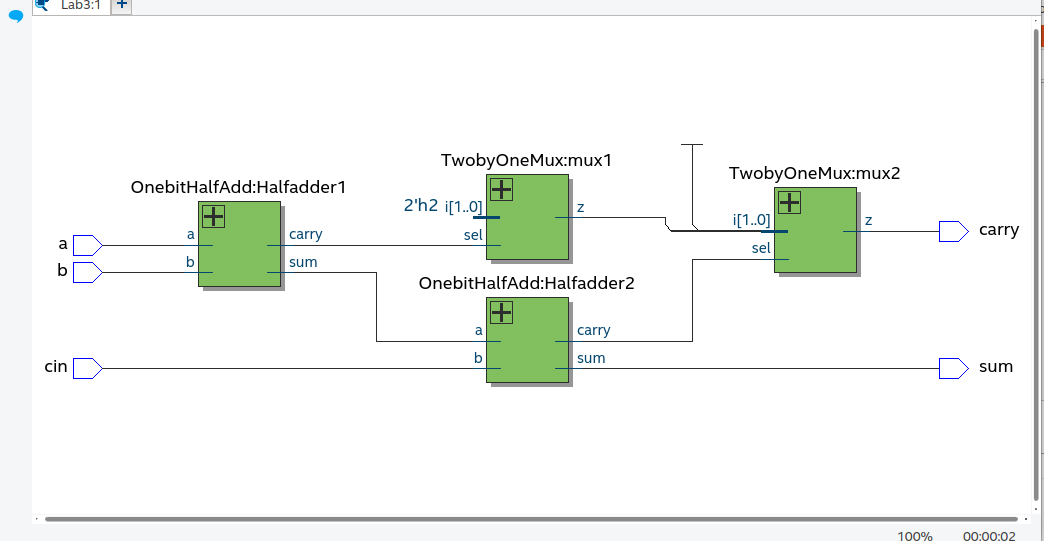 Lab3:1
TwobyOneMux:mux1
TwobyOneMux:mux2
OnebitHalfAdd:Halfadder1
2'h2 i[1..0] z
i[1..0] z
a a carry sel
carry
b b sum
sel
OnebitHalfAdd:Halfadder2
a carry
cin b sum sum
100% 00:00:02